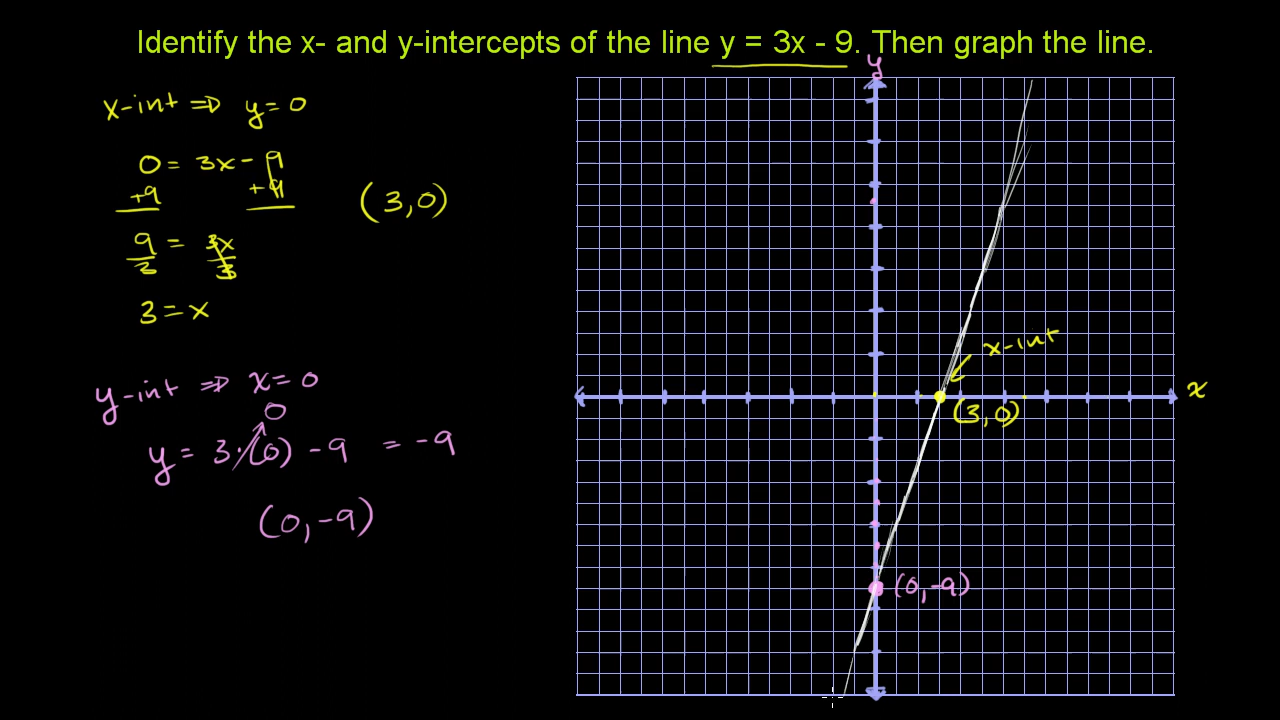 Identify the x- and y-intercepts of the line y = 3x - 9. Then graph the line.
x-int ⇒ y=0
0 = 3x - 9
+9 +9
(3,0)
9/3 = 3x/3
3 = x
y-int ⇒ x=0
0
y = 3·(0) - 9 = -9
(0,-9)
y
x-int
x
(3,0)
(0,-9)